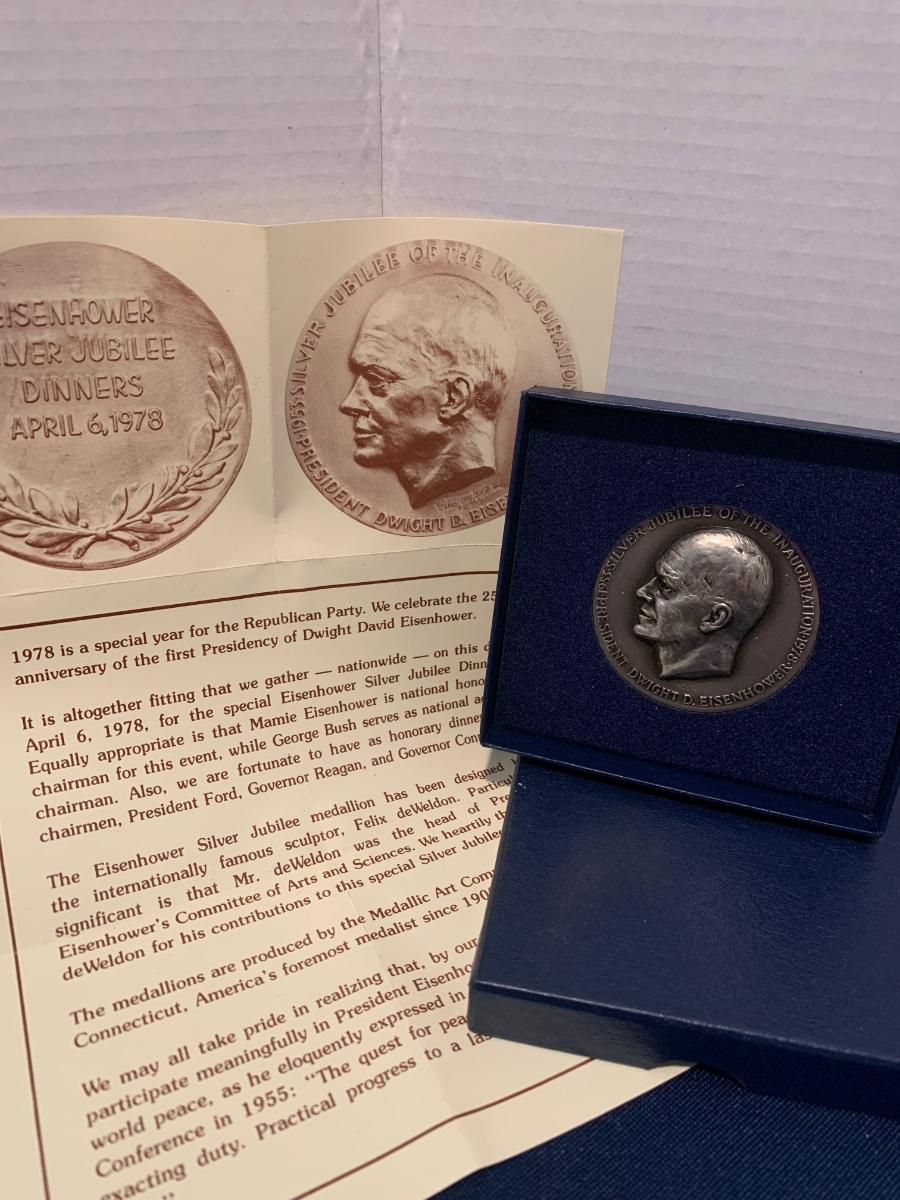 EISENHOWER
SILVER JUBILEE
DINNERS
APRIL 6, 1978
1953·SILVER JUBILEE OF THE INAUGURATION
PRESIDENT DWIGHT D. EISE
1978 is a special year for the Republican Party. We celebrate the 25
anniversary of the first Presidency of Dwight David Eisenhower.
It is altogether fitting that we gather — nationwide — on this d
April 6, 1978, for the special Eisenhower Silver Jubilee Dinn
Equally appropriate is that Mamie Eisenhower is national hono
chairman for this event, while George Bush serves as national a
chairman. Also, we are fortunate to have as honorary dinne
chairmen, President Ford, Governor Reagan, and Governor Con
The Eisenhower Silver Jubilee medallion has been designed b
the internationally famous sculptor, Felix deWeldon. Particul
significant is that Mr. deWeldon was the head of Pre
Eisenhower's Committee of Arts and Sciences. We heartily th
deWeldon for his contributions to this special Silver Jubilee
The medallions are produced by the Medallic Art Com
Connecticut, America's foremost medalist since 190
We may all take pride in realizing that, by our
participate meaningfully in President Eisenho
world peace, as he eloquently expressed in
Conference in 1955: "The quest for pea
exacting duty. Practical progress to a las
1953·SILVER JUBILEE OF THE INAUGURATION·1978
PRESIDENT DWIGHT D. EISENHOWER